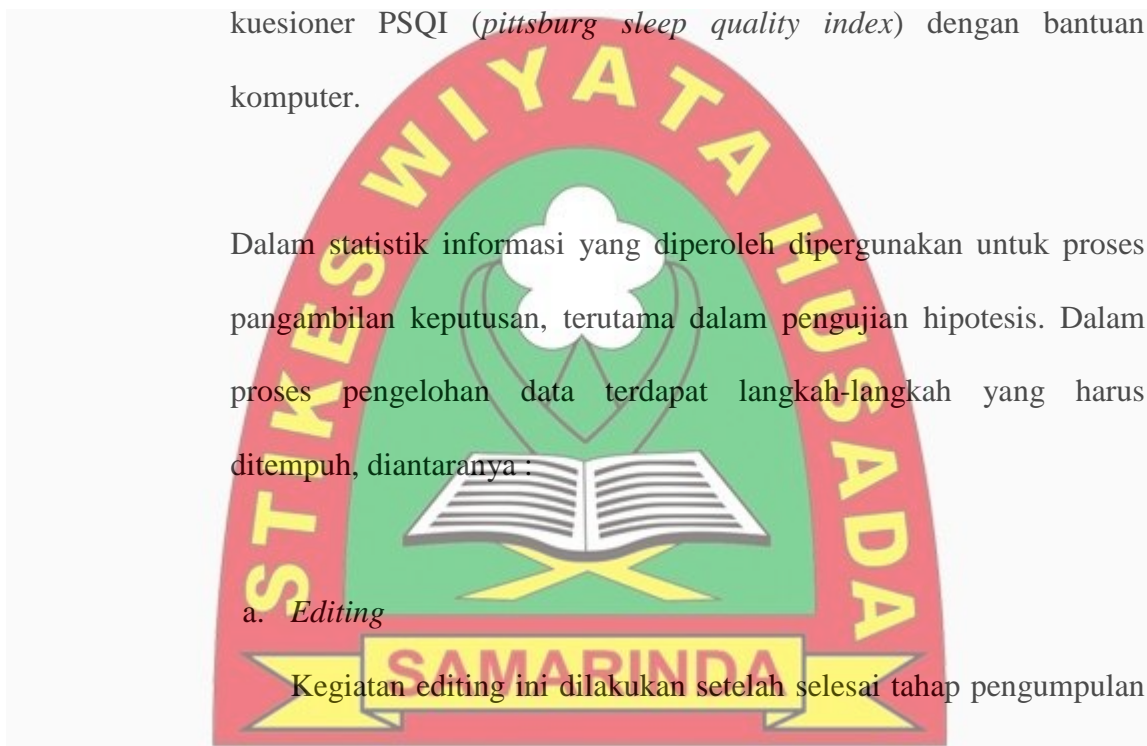 kuesioner PSQI (pittsburg sleep quality index) dengan bantuan
komputer.
STIKES WIYATA HUSADA
Dalam statistik informasi yang diperoleh dipergunakan untuk proses
pangambilan keputusan, terutama dalam pengujian hipotesis. Dalam
proses pengelohan data terdapat langkah-langkah yang harus
ditempuh, diantaranya :
a. Editing
SAMARINDA
Kegiatan editing ini dilakukan setelah selesai tahap pengumpulan